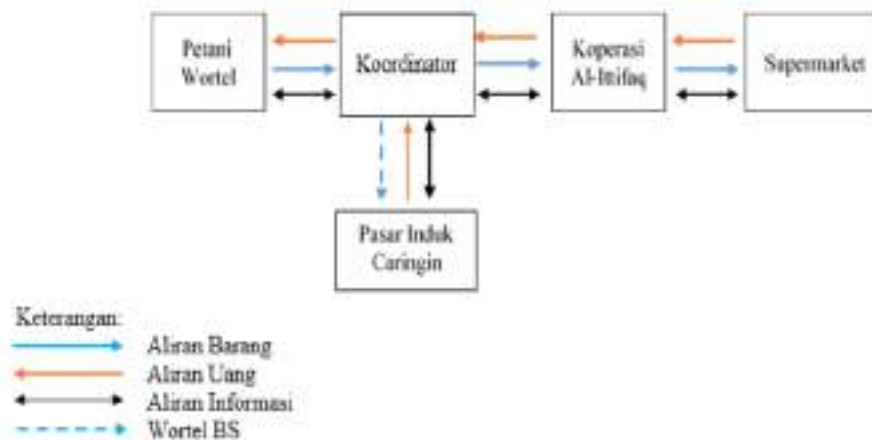 Petani
Wortel
Koordinator
Koperasi
Al-Ittifaq
Supermarket
Pasar Induk
Caringin
Keterangan:
Aliran Barang
Aliran Uang
Aliran Informasi
Wortel BS